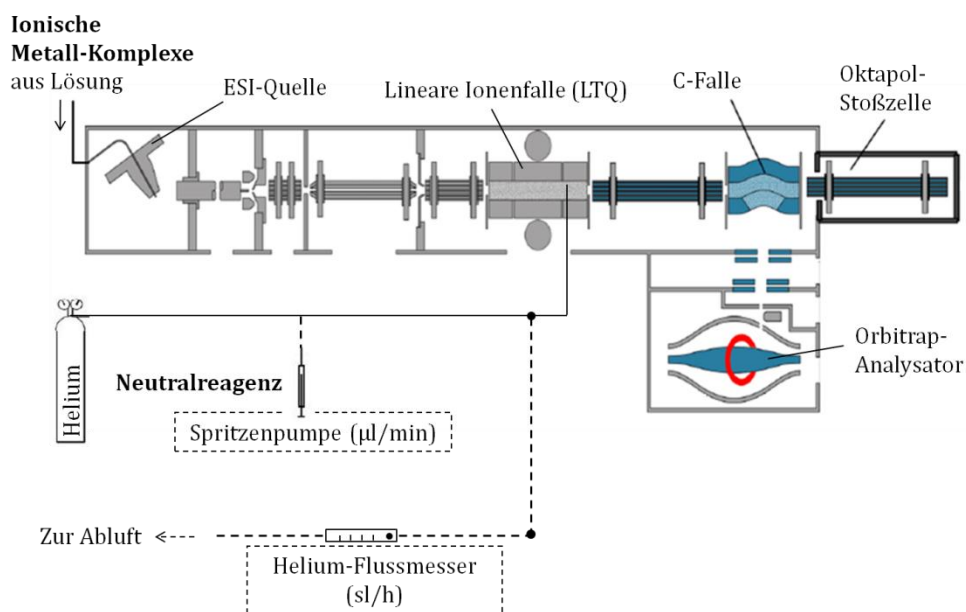 Ionische
Metall-Komplexe
aus Lösung
ESI-Quelle
Lineare Ionenfalle (LTQ)
C-Falle
Oktapol-
Stoßzelle
Helium
Neutralreagenz
Spritzenpumpe (µl/min)
Orbitrap-
Analysator
Zur Abluft
Helium-Flussmesser
(sl/h)